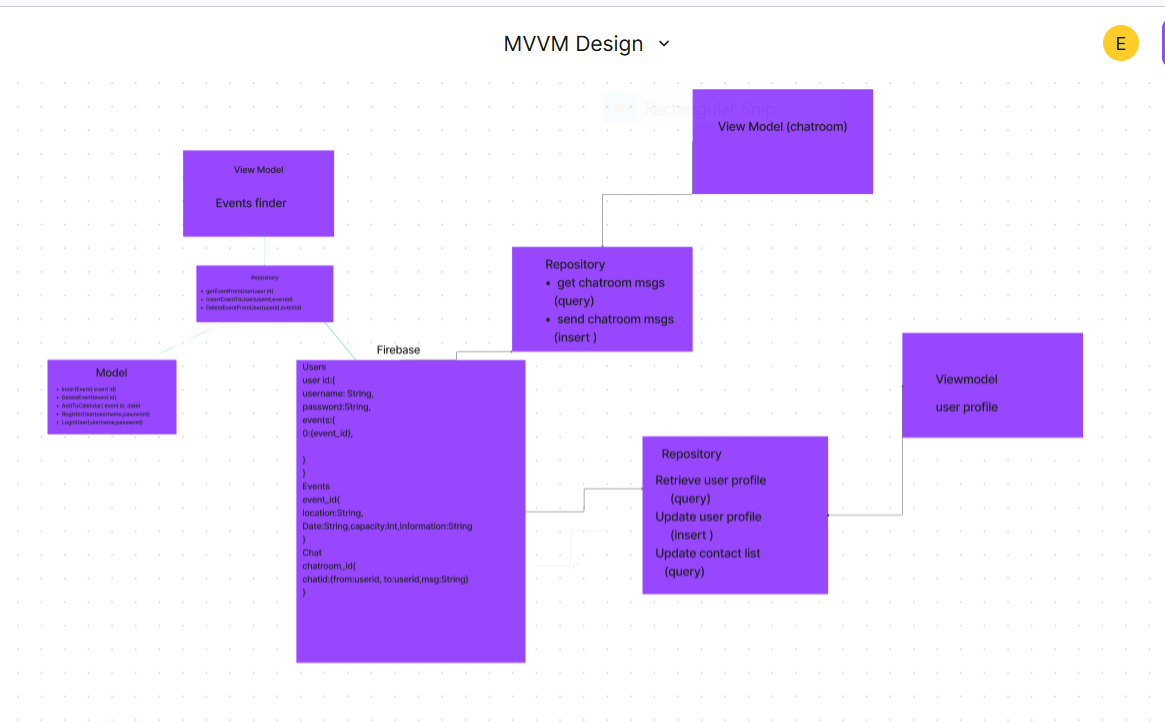 MVVM Design
E
Rectangular Snip
View Model (chatroom)
View Model
Events finder
Repository
• getEventfromUser(user id)
• InsertEventToUser(userid,eventid)
• DeleteEventFromUser(userid,eventid)
Repository
• get chatroom msgs
(query)
• send chatroom msgs
(insert )
Model
• InsertEvent(event id)
• DeleteEvent(event id)
• AddToCalendar( event id, date)
• RegisterUser(username,password)
• LoginUser(username,password)
Firebase
Users
user id:{
username: String,
password:String,
events:{
0:{event_id},
}
}
Events
event_id{
location:String,
Date:String,capacity:Int,Information:String
}
Chat
chatroom_id{
chatid:{from:userid, to:userid,msg:String}
}
Viewmodel
user profile
Repository
Retrieve user profile
(query)
Update user profile
(insert )
Update contact list
(query)